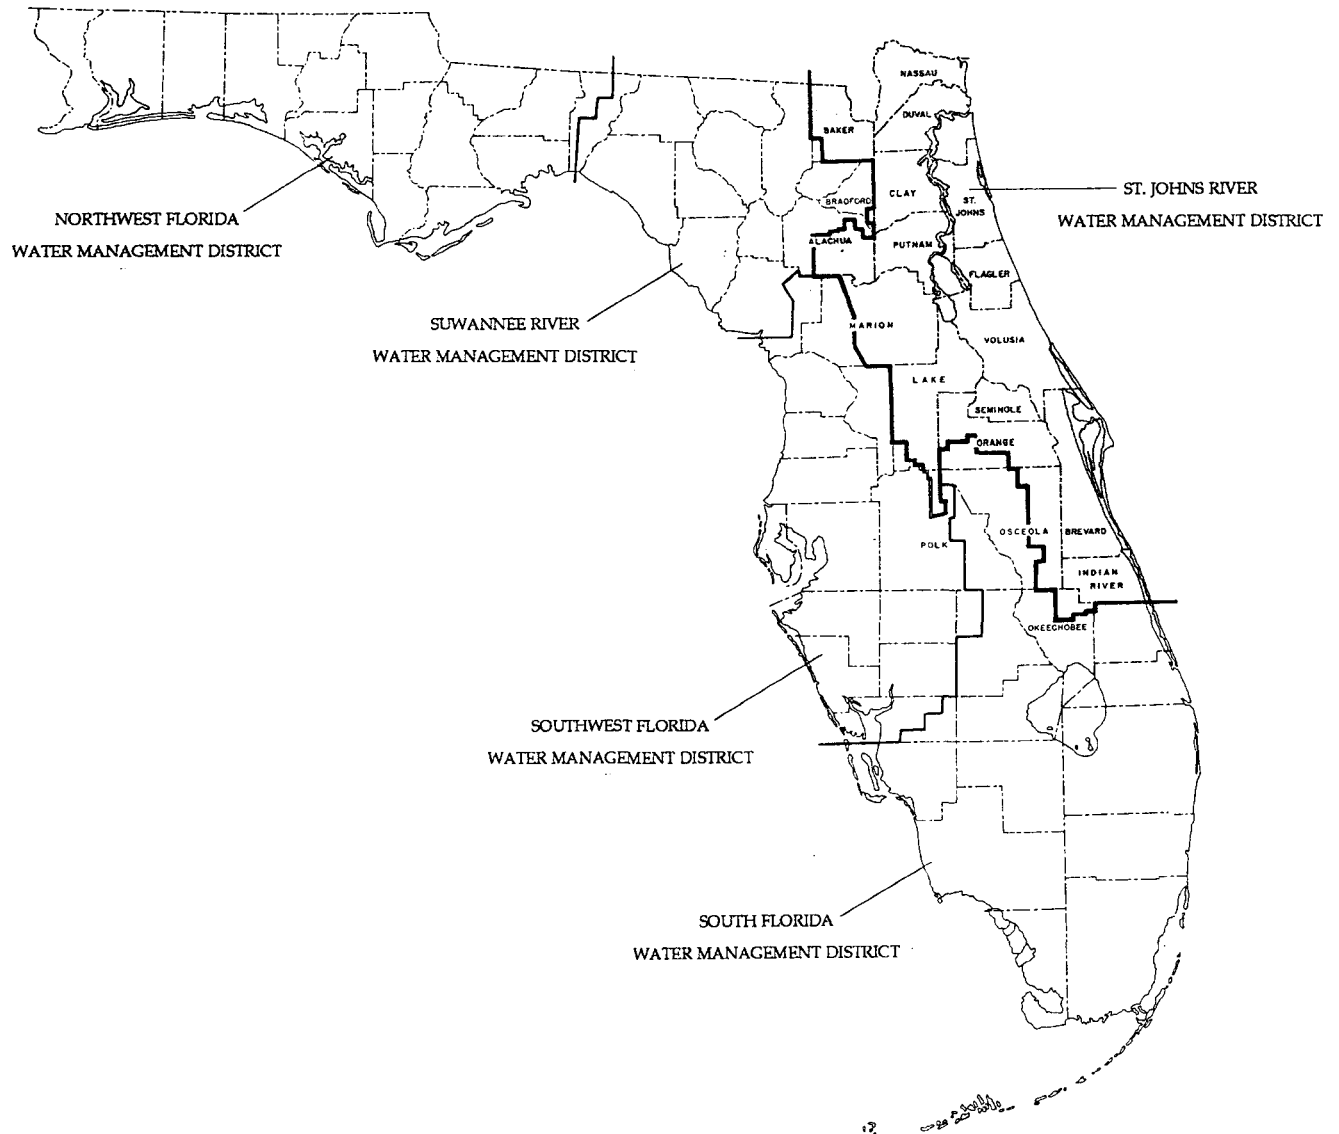 NASSAU
DUVAL
BAKER
CLAY
BRADFORD
ST.
JOHNS
ST. JOHNS RIVER
WATER MANAGEMENT DISTRICT
NORTHWEST FLORIDA
WATER MANAGEMENT DISTRICT
ALACHUA
PUTNAM
FLAGLER
SUWANNEE RIVER
WATER MANAGEMENT DISTRICT
MARION
VOLUSIA
LAKE
SEMINOLE
ORANGE
OSCEOLA
BREVARD
POLK
INDIAN
RIVER
OKEECHOBEE
SOUTHWEST FLORIDA
WATER MANAGEMENT DISTRICT
SOUTH FLORIDA
WATER MANAGEMENT DISTRICT